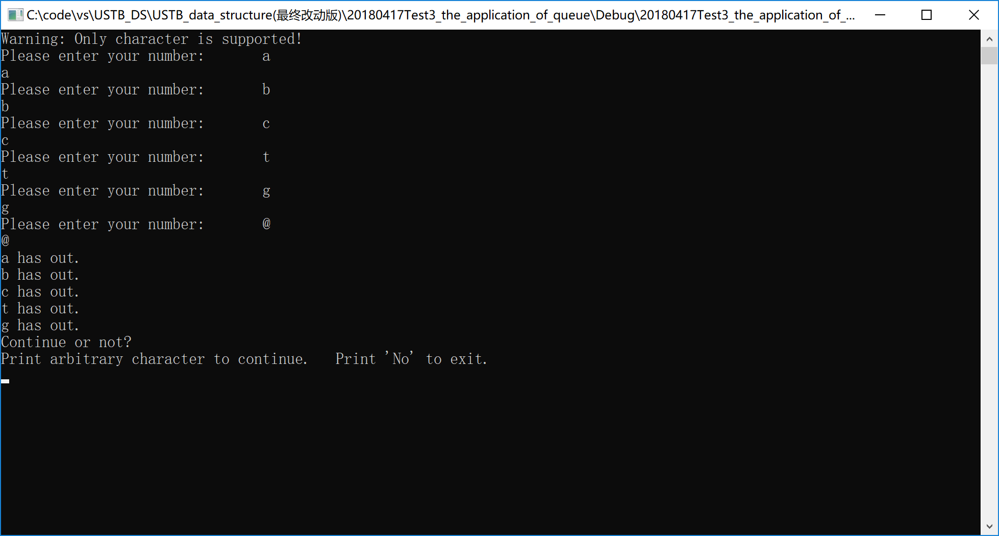 C:\code\vs\USTB_DS\USTB_data_structure(最终改动版)\20180417Test3_the_application_of_queue\Debug\20180417Test3_the_application_of_...
Warning: Only character is supported!
Please enter your number: a
a
Please enter your number: b
b
Please enter your number: c
c
Please enter your number: t
t
Please enter your number: g
g
Please enter your number: @
@
a has out.
b has out.
c has out.
t has out.
g has out.
Continue or not?
Print arbitrary character to continue. Print 'No' to exit.